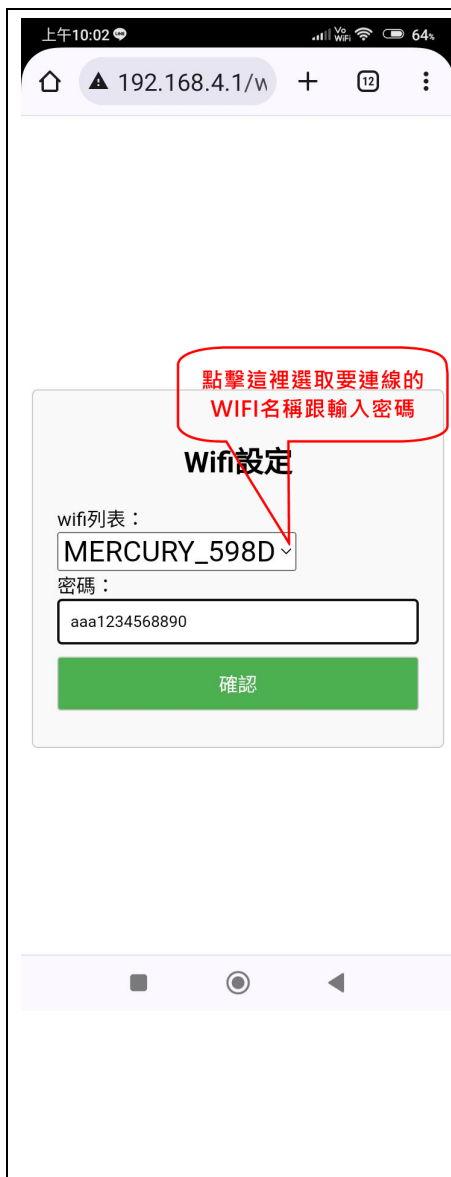 上午10:02
Vo WiFi
64%
192.168.4.1/w
12
點擊這裡選取要連線的
WIFI名稱跟輸入密碼
Wifi設定
wifi列表：
MERCURY_598D
密碼：
aaa1234568890
確認